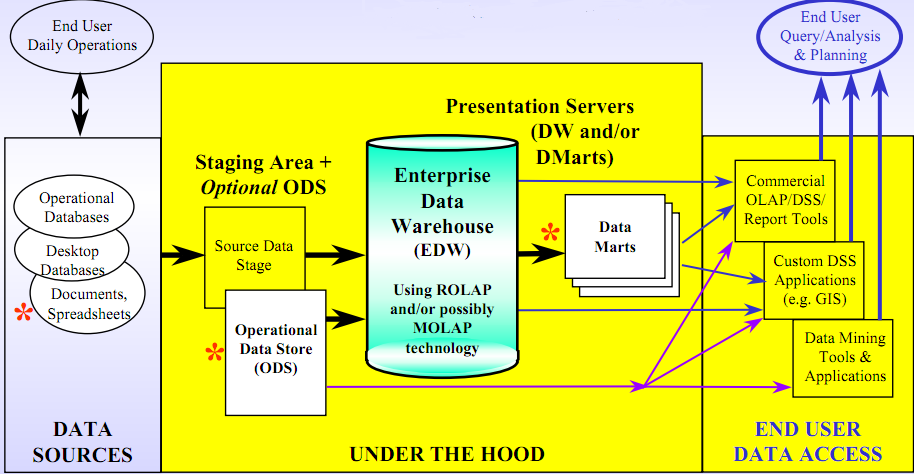 End User
Daily Operations
End User
Query/Analysis
& Planning
Presentation Servers
(DW and/or
DMarts)
Staging Area +
Optional ODS
Operational
Databases
Desktop
Databases
Documents,
* Spreadsheets
Source Data
Stage
* Operational
Data Store
(ODS)
Enterprise
Data
Warehouse
(EDW)
Using ROLAP
and/or possibly
MOLAP
technology
* Data
Marts
Commercial
OLAP/DSS/
Report Tools
Custom DSS
Applications
(e.g. GIS)
Data Mining
Tools &
Applications
DATA
SOURCES
UNDER THE HOOD
END USER
DATA ACCESS